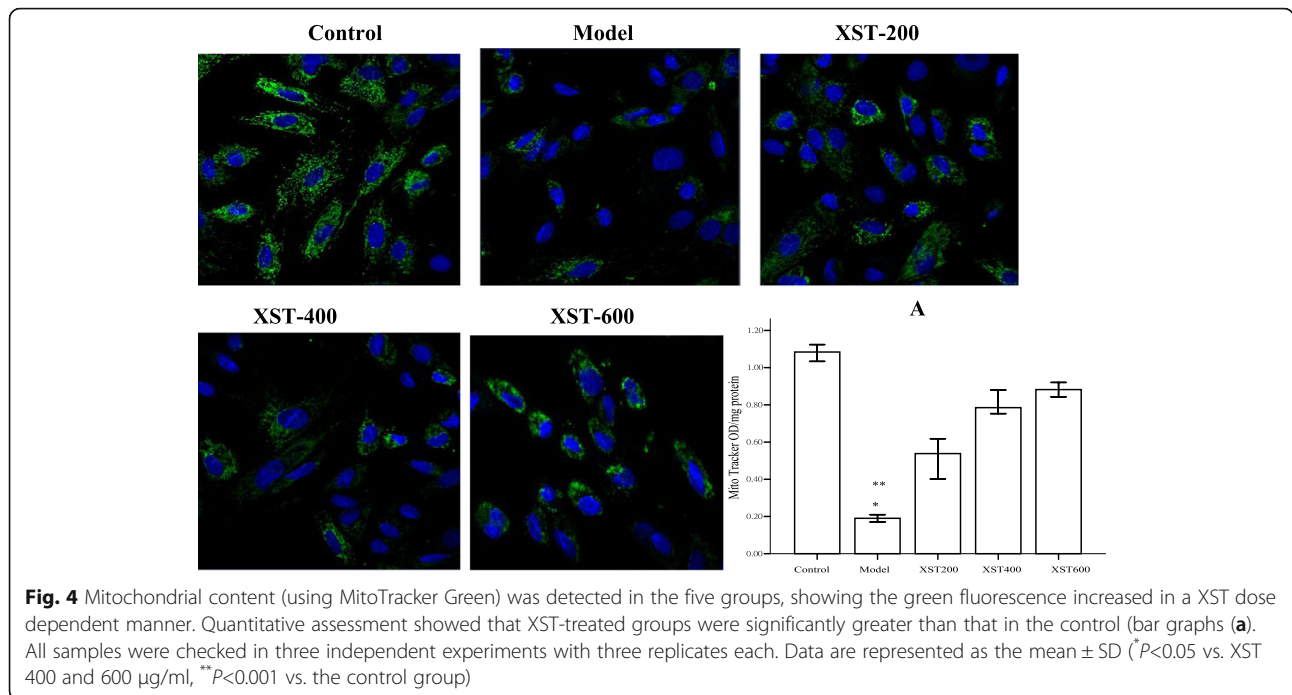 Control Model XST-200
XST-400 XST-600 A
1.20
1.00
0.80
0.60
0.40
0.20
0.00
Mito Tracker OD/mg protein
**
*
Control Model XST200 XST400 XST600
Fig. 4 Mitochondrial content (using MitoTracker Green) was detected in the five groups, showing the green fluorescence increased in a XST dose
dependent manner. Quantitative assessment showed that XST-treated groups were significantly greater than that in the control (bar graphs (a).
All samples were checked in three independent experiments with three replicates each. Data are represented as the mean ± SD (*P<0.05 vs. XST
400 and 600 μg/ml, **P<0.001 vs. the control group)